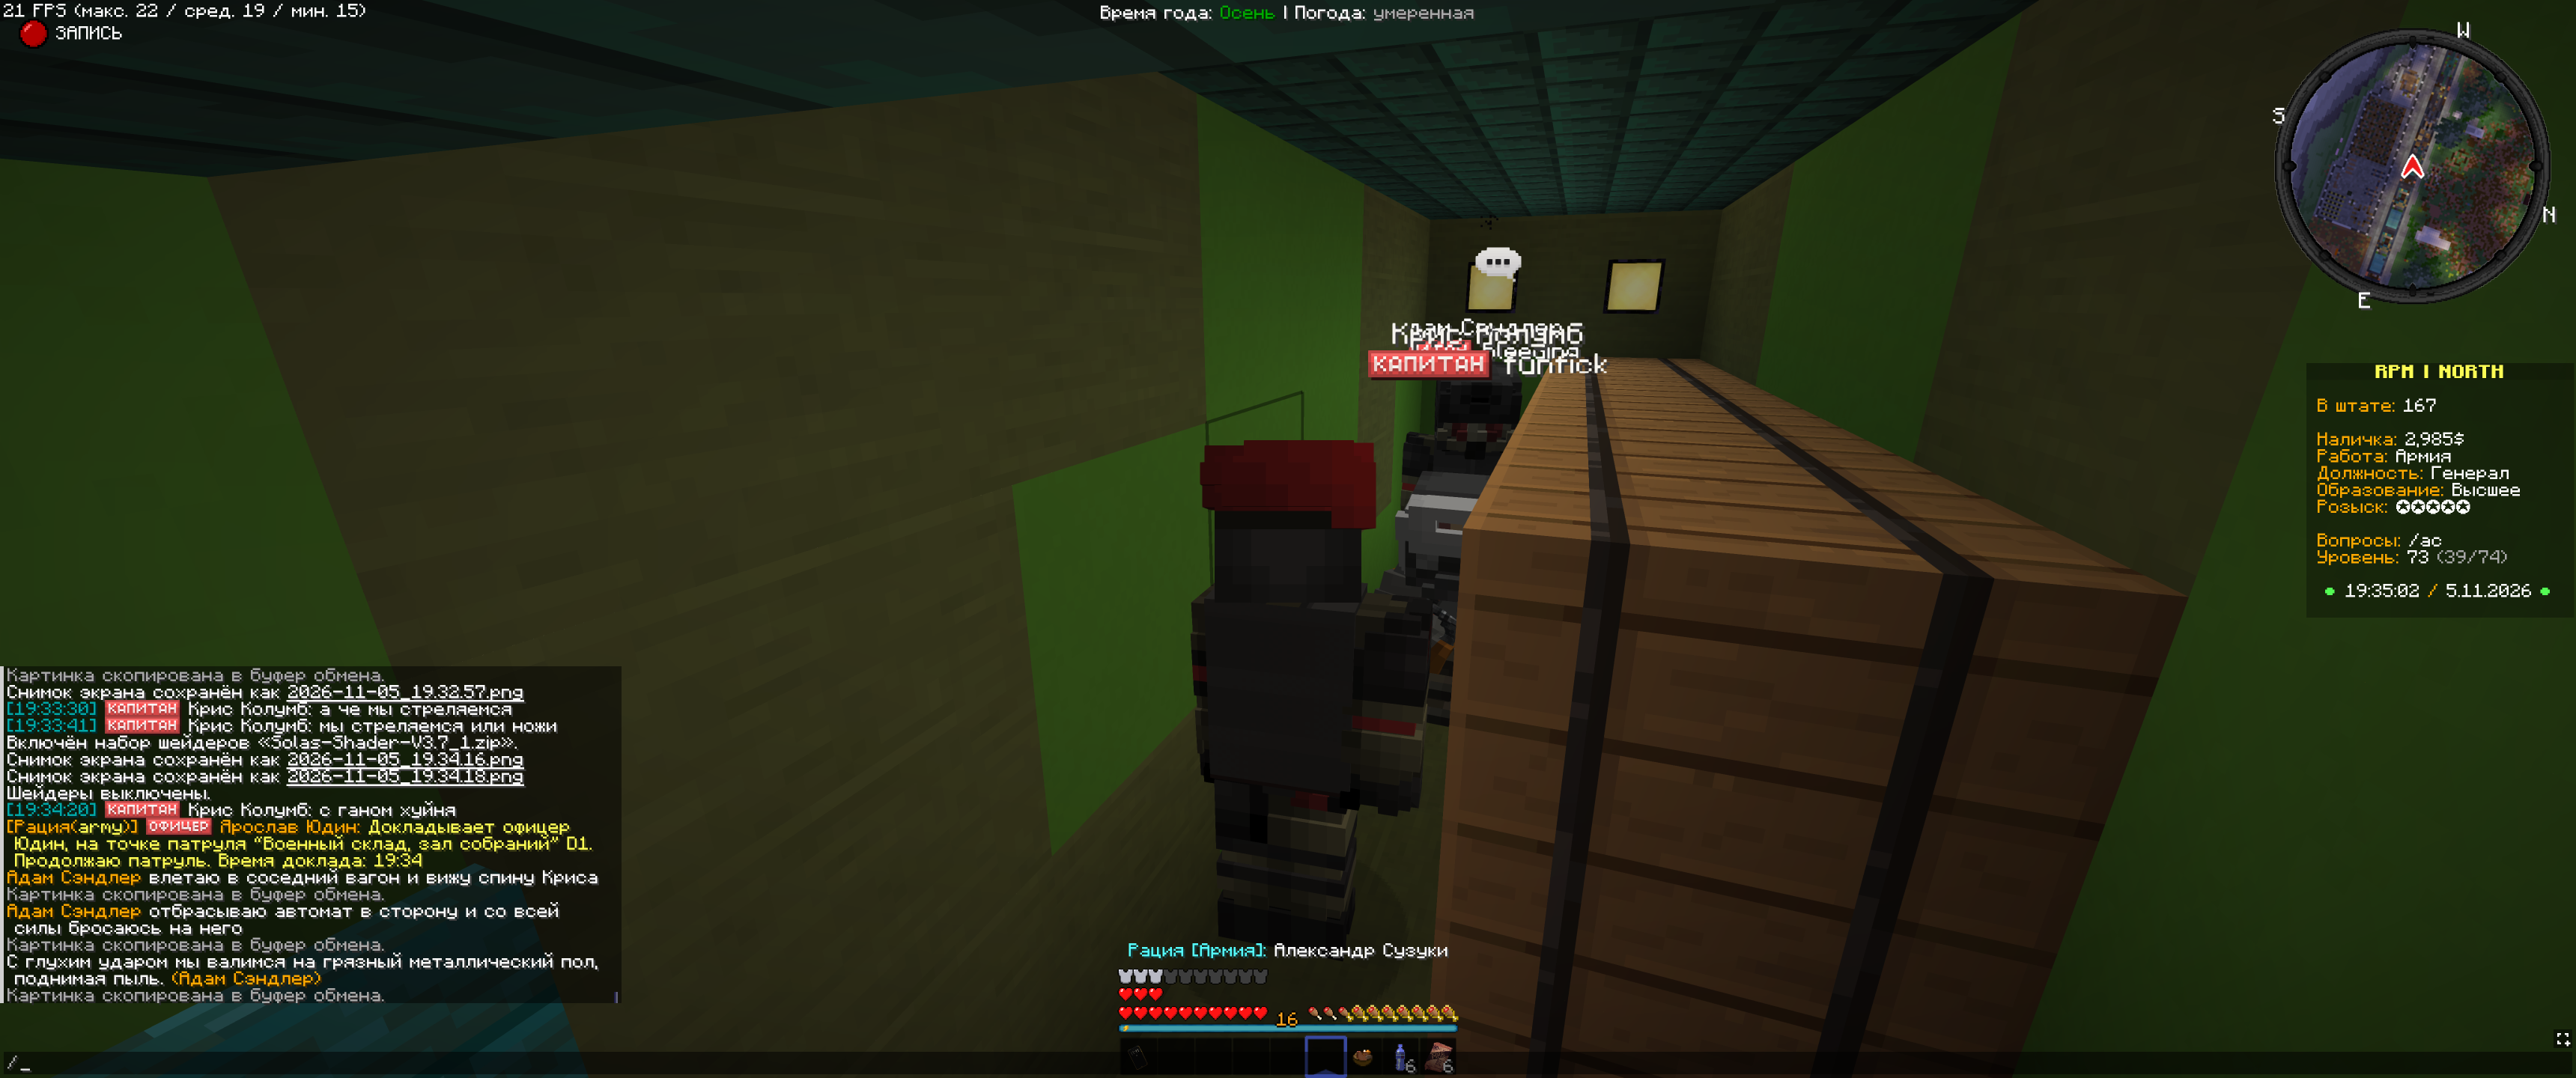 21 FPS (макс. 22 / сред. 19 / мин. 15)
ЗАПИСЬ
Время года: Осень | Погода: умеренная
W
S
N
E
Крис Колумб
КАПИТАН funfick
RPM | NORTH
В штате: 167
Наличка: 2,985$
Работа: Армия
Должность: Генерал
Образование: Высшее
Розыск: ✪✪✪✪✪
Вопросы: /ac
Уровень: 73 (39/74)
• 19:35:02 / 5.11.2026 •
Картинка скопирована в буфер обмена.
Снимок экрана сохранён как 2026-11-05_19.32.57.png
[19:33:30] КАПИТАН Крис Колумб: а че мы стреляемся
[19:33:41] КАПИТАН Крис Колумб: мы стреляемся или ножи
Включён набор шейдеров «Solas-Shader-V3.7_1.zip».
Снимок экрана сохранён как 2026-11-05_19.34.16.png
Снимок экрана сохранён как 2026-11-05_19.34.18.png
Шейдеры выключены.
[19:34:20] КАПИТАН Крис Колумб: с ганом хуйня
[Рация(army)] ОФИЦЕР Ярослав Юдин: Докладывает офицер
Юдин, на точке патруля "Военный склад, зал собраний" D1.
Продолжаю патруль. Время доклада: 19:34
Адам Сэндлер влетаю в соседний вагон и вижу спину Криса
Картинка скопирована в буфер обмена.
Адам Сэндлер отбрасываю автомат в сторону и со всей
силы бросаюсь на него
Картинка скопирована в буфер обмена.
С глухим ударом мы валимся на грязный металлический пол,
поднимая пыль. (Адам Сэндлер)
Картинка скопирована в буфер обмена.
Рация [Армия]: Александр Сузуки
16
6
6
/_